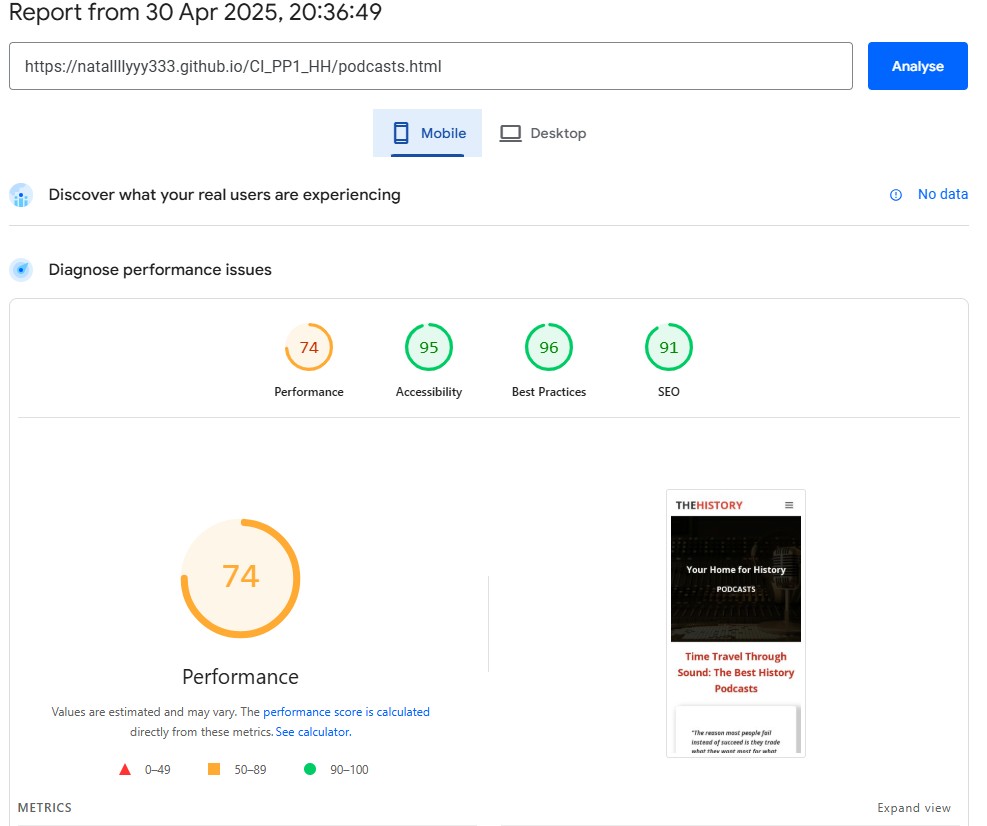 Report from 30 Apr 2025, 20:36:49
https://natallllyyy333.github.io/CI_PP1_HH/podcasts.html
Analyse
Mobile
Desktop
Discover what your real users are experiencing
No data
Diagnose performance issues
74
95
96
91
Performance
Accessibility
Best Practices
SEO
74
Performance
Values are estimated and may vary. The performance score is calculated
directly from these metrics. See calculator.
0–49
50–89
90–100
THEHISTORY
Your Home for History
PODCASTS
Time Travel Through
Sound: The Best History
Podcasts
"The reason most people fail
instead of succeed is they trade
what they want most for what
METRICS
Expand view